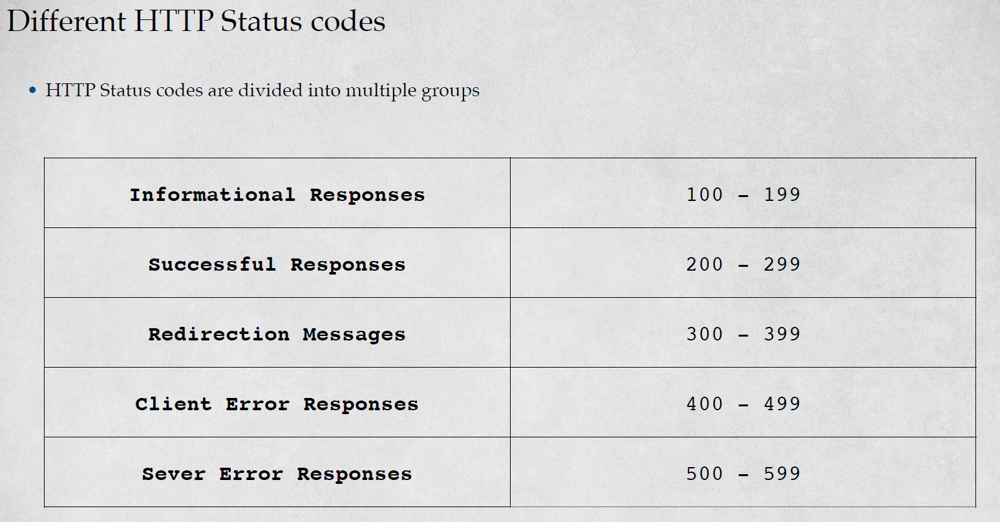 Different HTTP Status codes
• HTTP Status codes are divided into multiple groups
Informational Responses 100 – 199
Successful Responses 200 – 299
Redirection Messages 300 – 399
Client Error Responses 400 – 499
Sever Error Responses 500 – 599